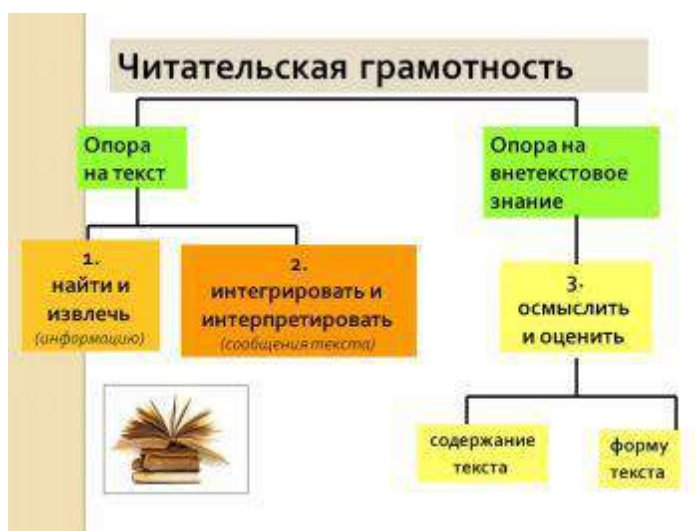 Читательская грамотность
Опора
на текст
Опора на
внетекстовое
знание
1.
найти и
извлечь
(информацию)
2.
интегрировать и
интерпретировать
(сообщения текста)
3.
осмыслить
и оценить
содержание
текста
форму
текста